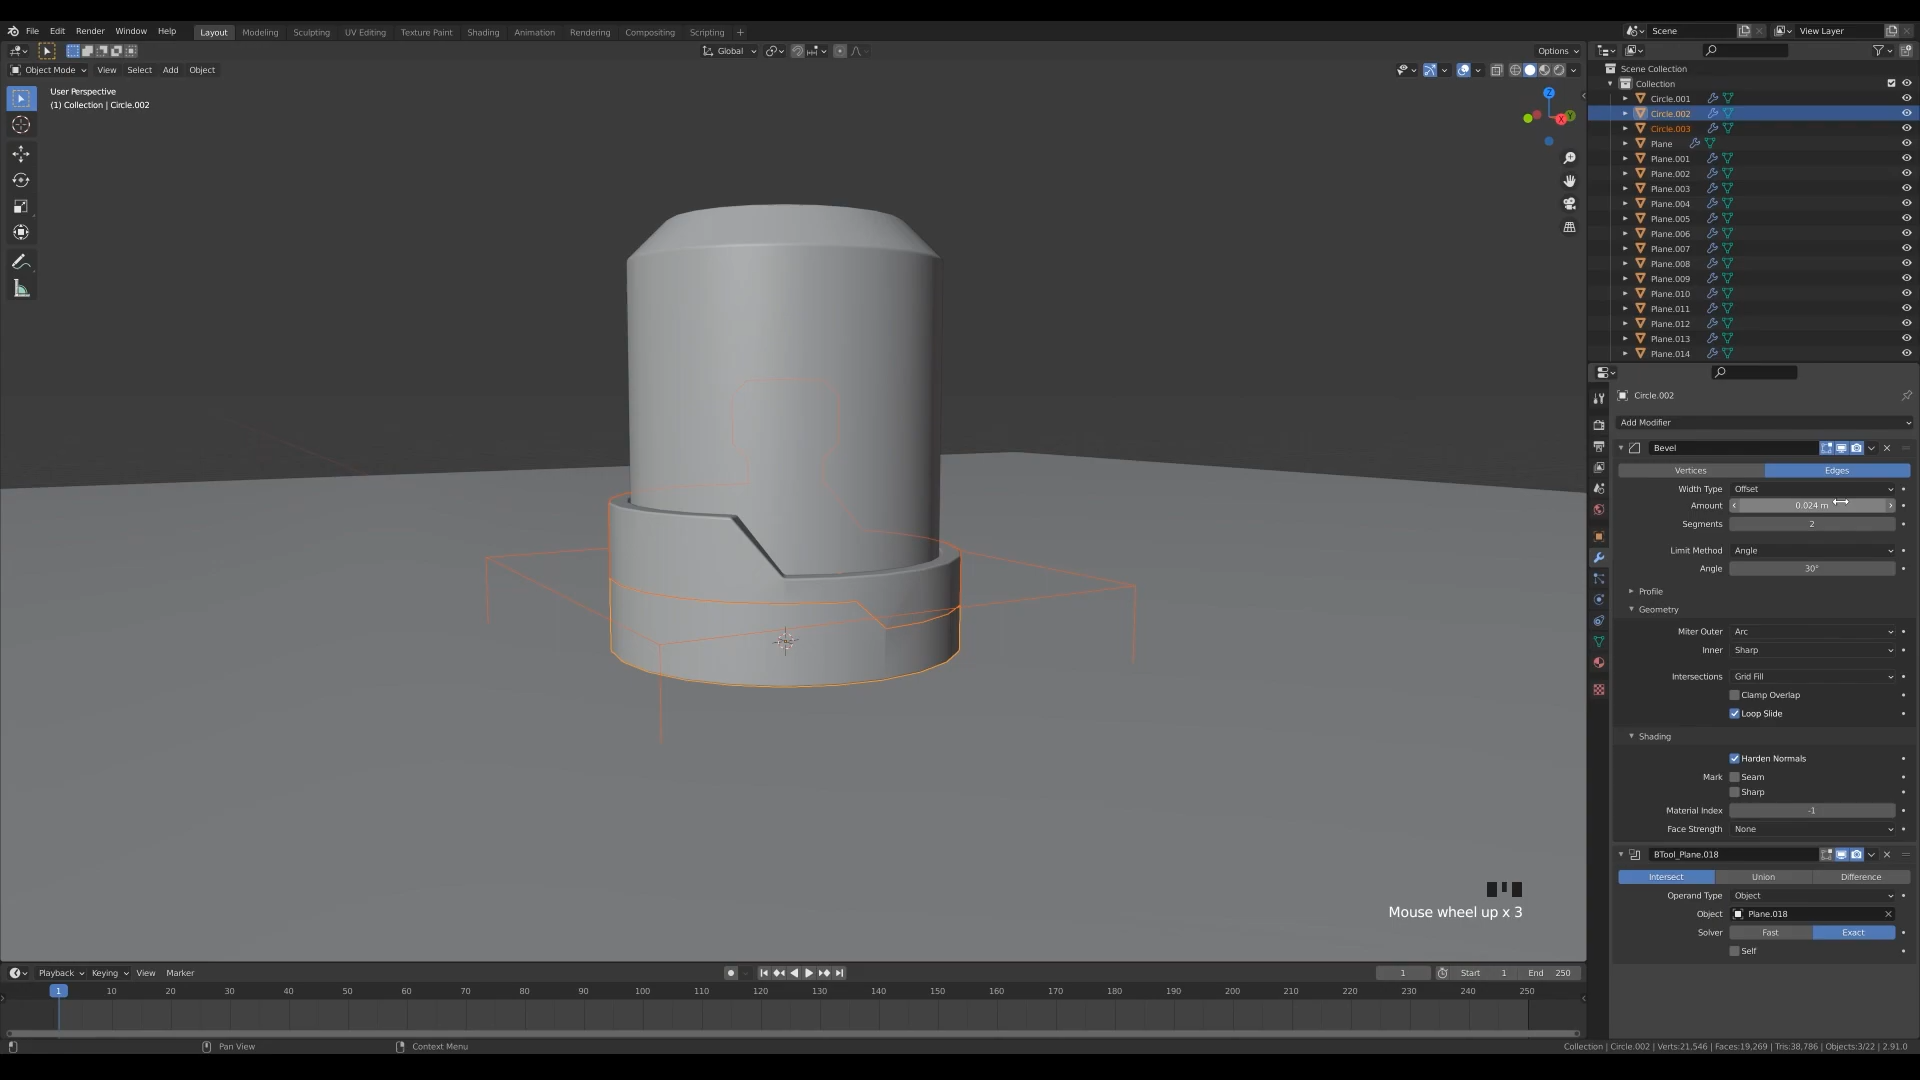 File Edit Render Window Help Layout Modeling Sculpting UV Editing Texture Paint Shading Animation Rendering Compositing Scripting + Scene View Layer
Global Options
Object Mode View Select Add Object
User Perspective
(1) Collection | Circle.002
Z
Y
X
Scene Collection
Collection
Circle.001
Circle.002
Circle.003
Plane
Plane.001
Plane.002
Plane.003
Plane.004
Plane.005
Plane.006
Plane.007
Plane.008
Plane.009
Plane.010
Plane.011
Plane.012
Plane.013
Plane.014
Circle.002
Add Modifier
Bevel
Vertices Edges
Width Type Offset
Amount 0.024 m
Segments 2
Limit Method Angle
Angle 30°
Profile
Geometry
Miter Outer Arc
Inner Sharp
Intersections Grid Fill
Clamp Overlap
Loop Slide
Shading
Harden Normals
Mark Seam
Sharp
Material Index -1
Face Strength None
BTool_Plane.018
Intersect Union Difference
Operand Type Object
Object Plane.018
Solver Fast Exact
Self
Mouse wheel up x 3
Playback Keying View Marker 1 Start 1 End 250
1 10 20 30 40 50 60 70 80 90 100 110 120 130 140 150 160 170 180 190 200 210 220 230 240 250
Pan View Context Menu Collection | Circle.002 | Verts:21,546 | Faces:19,269 | Tris:38,786 | Objects:3/22 | 2.91.0